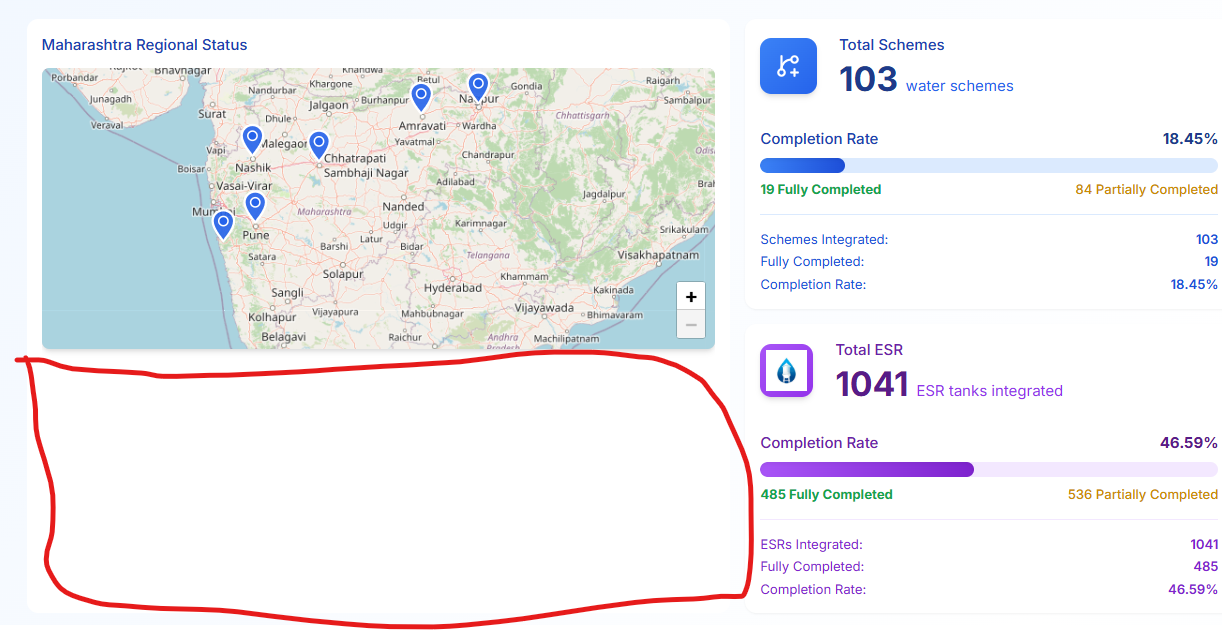 Maharashtra Regional Status
Porbandar
Bhavnagar
Khandwa
Betul
Raigarh
Junagadh
Nandurbar
Khargone
Burhanpur
Gondia
Sambalpur
Surat
Jalgaon
Chhattisgarh
Veraval
Dhule
Amravati
Wardha
Vapi
Malegaon
Yavatmal
Boisar
Nashik
Chhatrapati
Sambhaji Nagar
Chandrapur
Vasai-Virar
Adilabad
Jagdalpur
Maharashtra
Nanded
Pune
Udgir
Karimnagar
Srikakulam
Satara
Barshi
Latur
Bidar
Telangana
Visakhapatnam
Solapur
Khammam
Sangli
Hyderabad
Kakinada
Kolhapur
Vijayapura
Mahbubnagar
Vijayawada
Bhimavaram
Belagavi
Raichur
Andhra
Pradesh
Machilipatnam
+
−
Total Schemes
103 water schemes
Completion Rate 18.45%
19 Fully Completed 84 Partially Completed
Schemes Integrated: 103
Fully Completed: 19
Completion Rate: 18.45%
Total ESR
1041 ESR tanks integrated
Completion Rate 46.59%
485 Fully Completed 536 Partially Completed
ESRs Integrated: 1041
Fully Completed: 485
Completion Rate: 46.59%